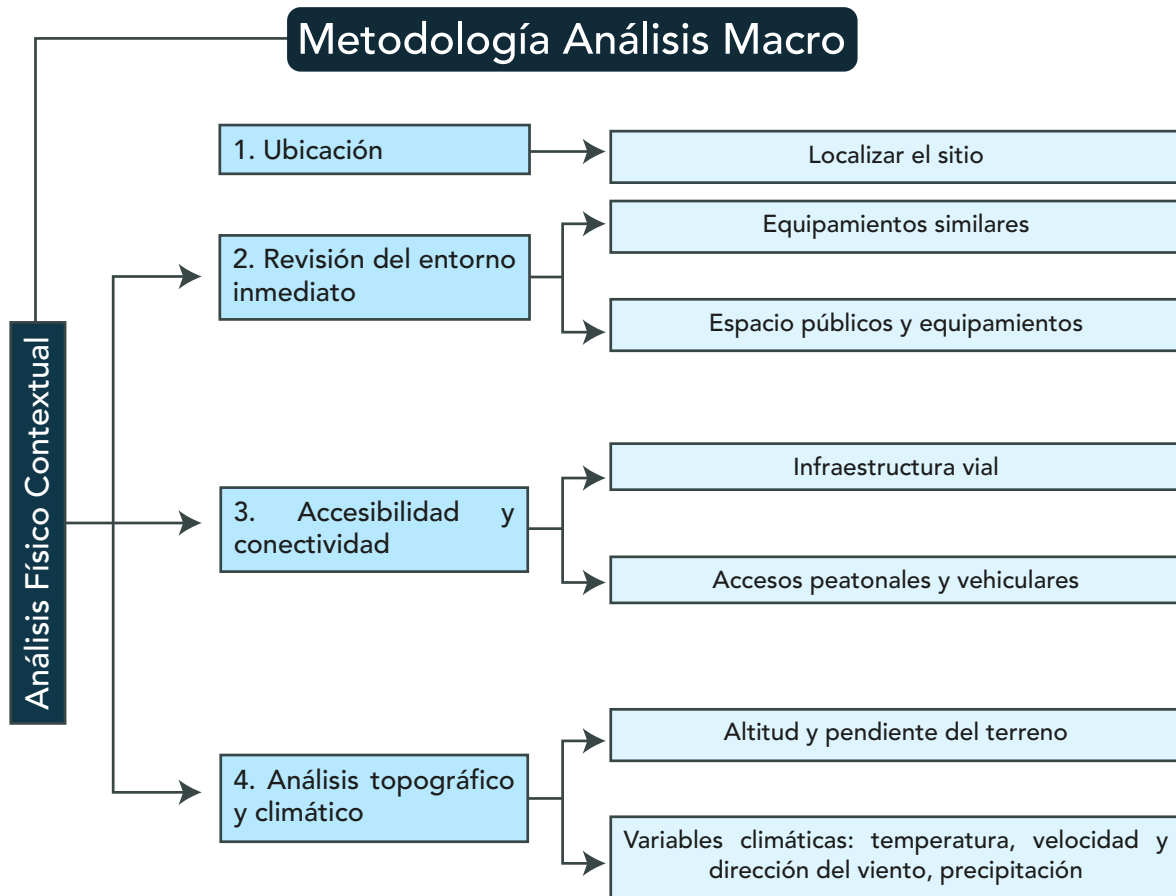 Metodología Análisis Macro
Análisis Físico Contextual
1. Ubicación
Localizar el sitio
2. Revisión del entorno
inmediato
Equipamientos similares
Espacio públicos y equipamientos
3. Accesibilidad y
conectividad
Infraestructura vial
Accesos peatonales y vehiculares
4. Análisis topográfico
y climático
Altitud y pendiente del terreno
Variables climáticas: temperatura, velocidad y
dirección del viento, precipitación